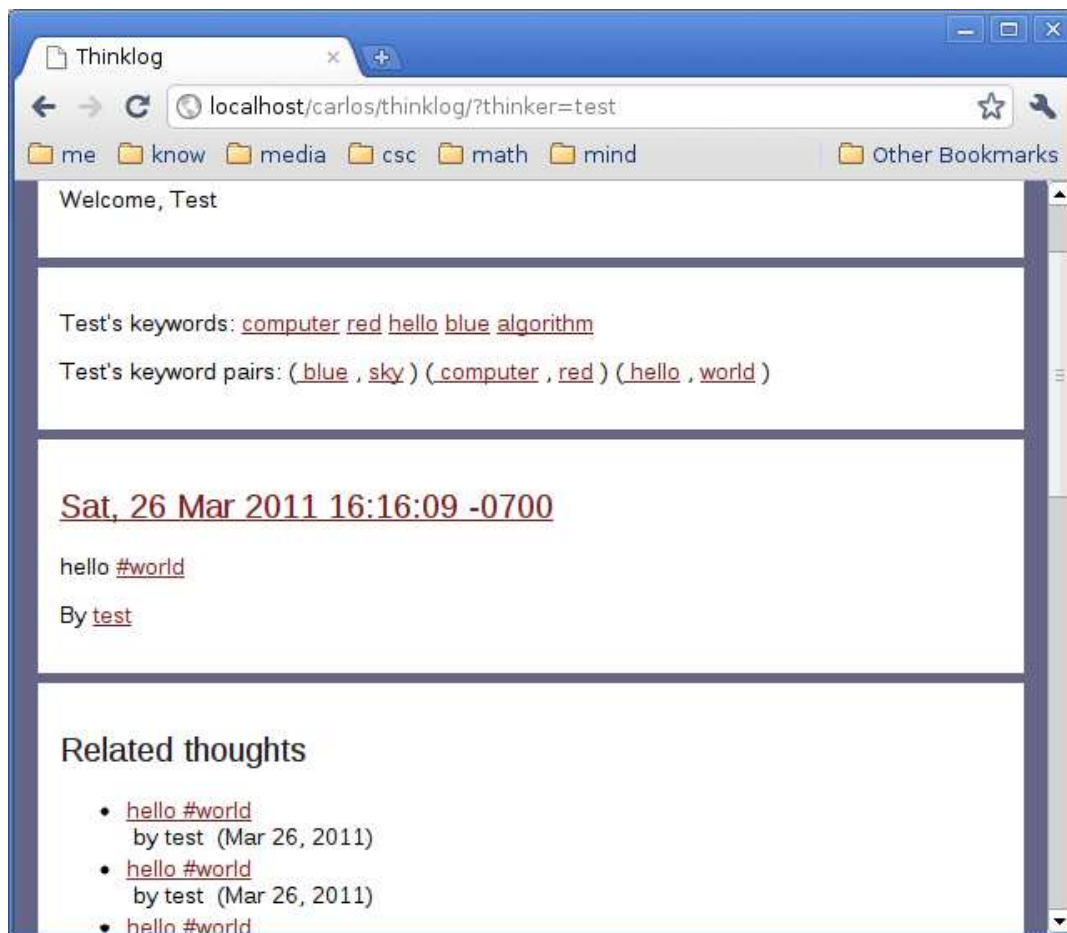 Thinklog
localhost/carlos/thinklog/?thinker=test
me know media csc math mind Other Bookmarks
Welcome, Test
Test's keywords: computer red hello blue algorithm
Test's keyword pairs: ( blue , sky ) ( computer , red ) ( hello , world )
Sat, 26 Mar 2011 16:16:09 -0700
hello #world
By test
Related thoughts
hello #world
by test (Mar 26, 2011)
hello #world
by test (Mar 26, 2011)
hello #world